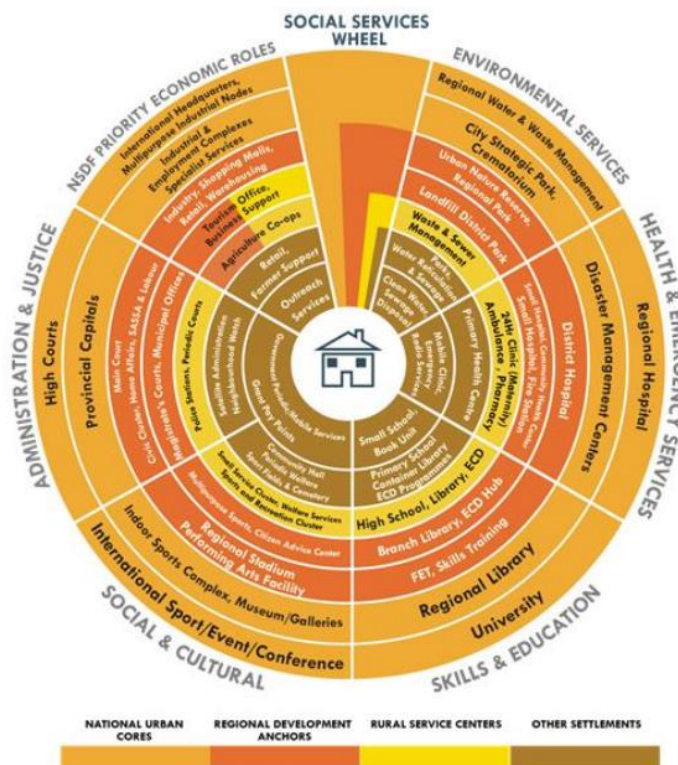 SOCIAL SERVICES
WHEEL
NSDF PRIORITY ECONOMIC ROLES
International Headquarters,
Multipurpose Industrial Nodes
Industrial &
Employment Complexes
Specialist Services
Industry, Shopping Malls,
Retail, Warehousing
Tourism Office,
Business Support
Agriculture Co-ops
Retail,
Farmer Support
Outreach
Services
ENVIRONMENTAL SERVICES
Regional Water & Waste Management
City Strategic Park,
Crematorium
Urban Nature Reserve,
Regional Park
Landfill District Park
Waste & Sewer
Management
Parks,
Water Reticulation
& Sewage
Clean Water
Sewage
Disposal
HEALTH & EMERGENCY SERVICES
Regional Hospital
Disaster Management Centers
District Hospital
Small Hospital, Community Health Center
Small Hospital, Fire Station
24Hr Clinic (Maternity)
Ambulance , Pharmacy
Primary Health Centre
Mobile Clinic,
Emergency
Radio Services
SKILLS & EDUCATION
University
Regional Library
FET, Skills Training
Branch Library, ECD Hub
High School, Library, ECD
Primary School
Container Library
ECD Programmes
Small School,
Book Unit
SOCIAL & CULTURAL
International Sport/Event/Conference
Indoor Sports Complex, Museum/Galleries
Regional Stadium
Performing Arts Facility
Multipurpose Sports, Citizen Advice Center
Small Service Cluster, Welfare Services
Sports and Recreation Cluster
Community Hall
Periodic Welfare
Sport Fields & Cemetery
ADMINISTRATION & JUSTICE
High Courts
Provincial Capitals
Main Court
Civic Cluster, Home Affairs, SASSA & Labour
Magistrate's Courts, Municipal Offices
Police Stations, Periodic Courts
Satellite Administration
Neighbourhood Watch
Government Periodic/Mobile Services
Grant Pay Points
NATIONAL URBAN
CORES
REGIONAL DEVELOPMENT
ANCHORS
RURAL SERVICE CENTERS
OTHER SETTLEMENTS